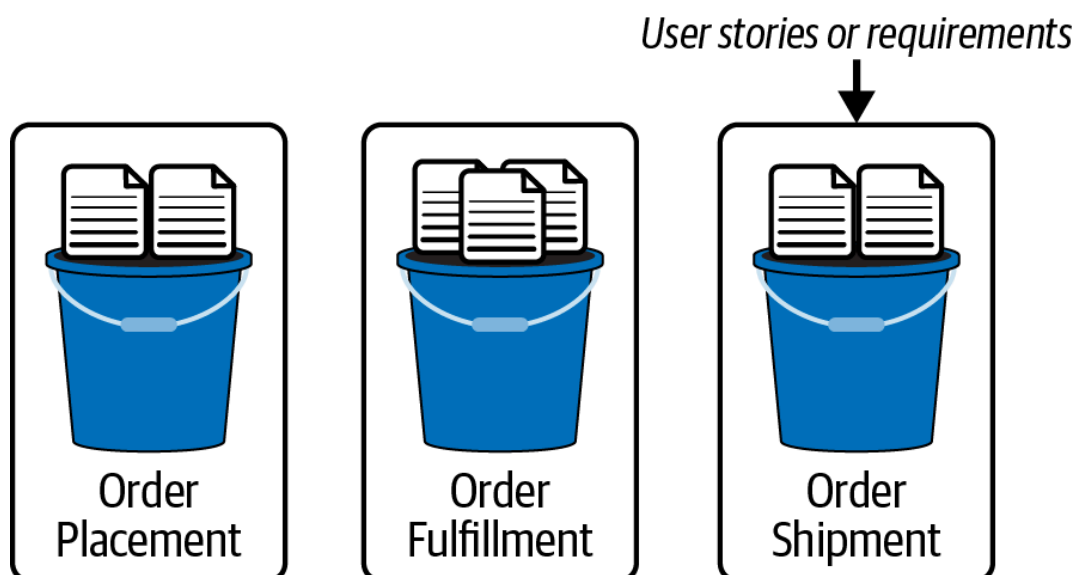 User stories or requirements
Order
Placement
Order
Fulfillment
Order
Shipment